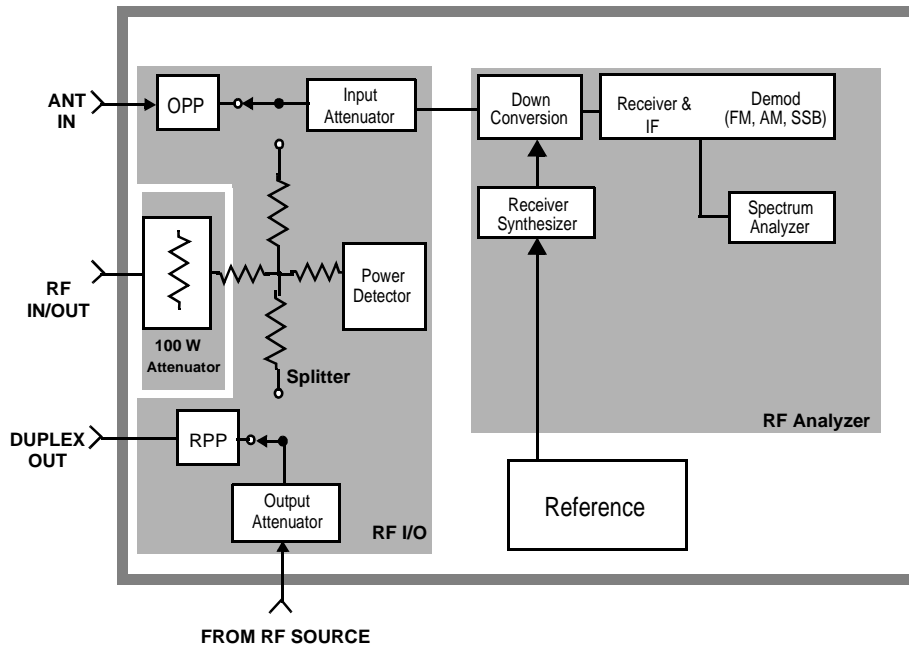 ANT
IN
OPP
Input
Attenuator
Down
Conversion
Receiver &
IF
Demod
(FM, AM, SSB)
Receiver
Synthesizer
Spectrum
Analyzer
RF
IN/OUT
100 W
Attenuator
Power
Detector
Splitter
RF Analyzer
DUPLEX
OUT
RPP
Output
Attenuator
RF I/O
Reference
FROM RF SOURCE